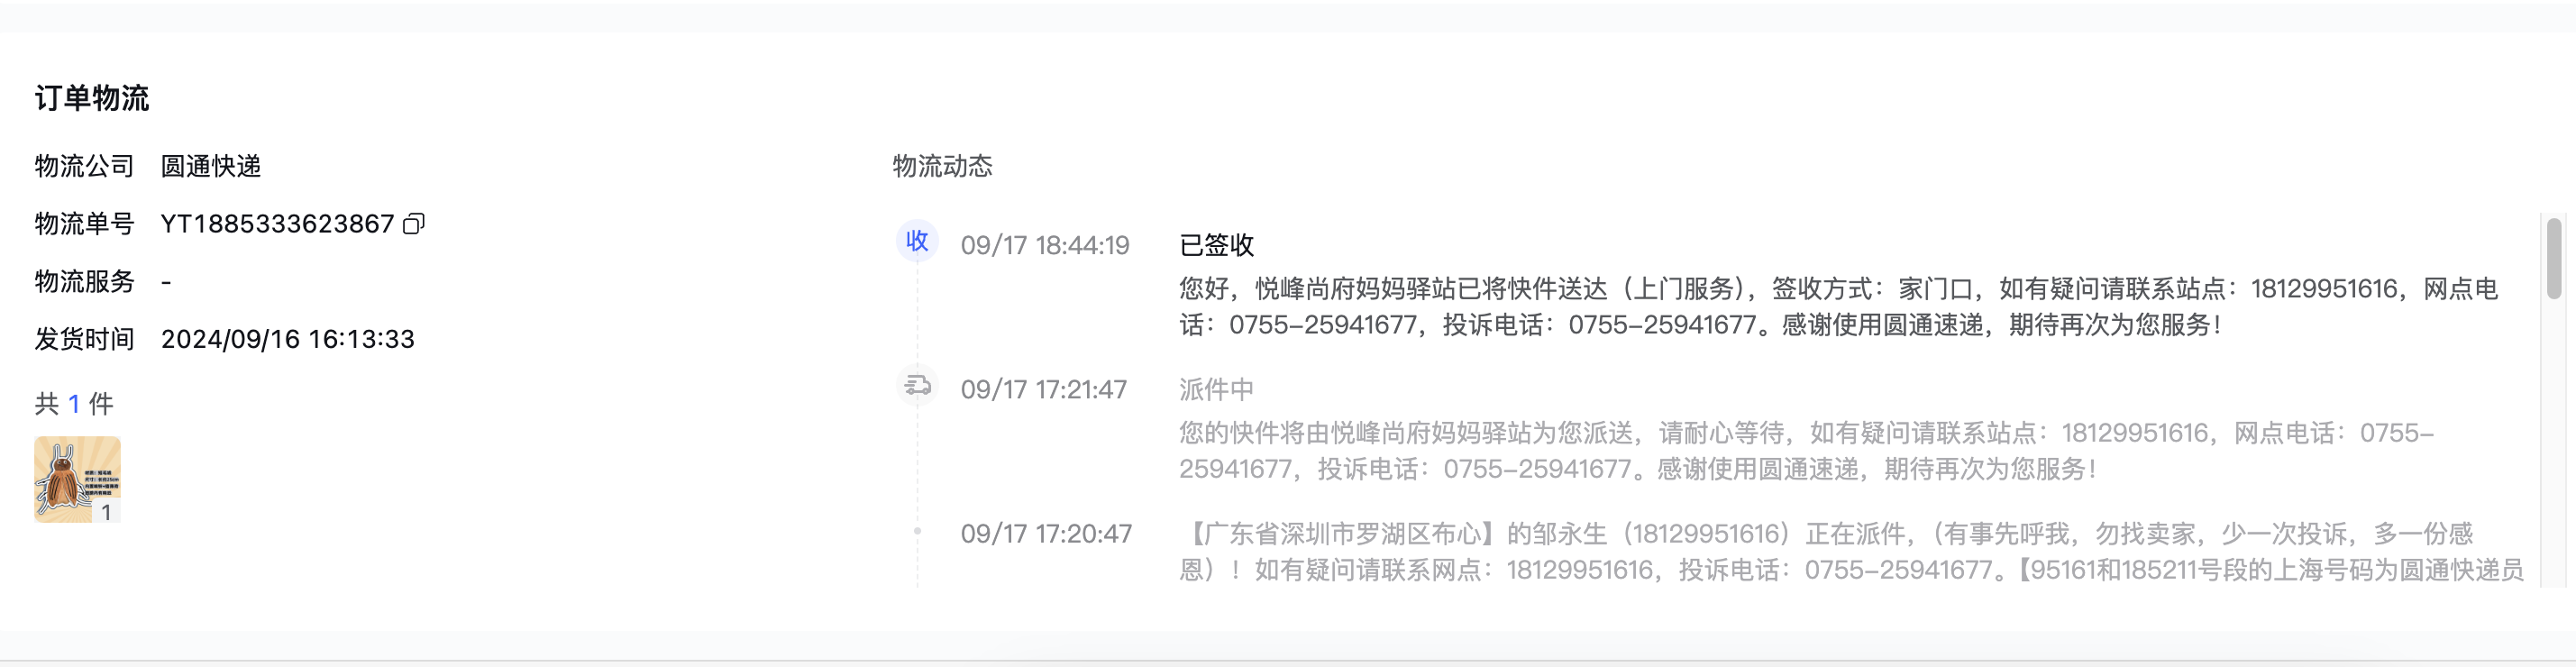 订单物流
物流公司 圆通快递
物流单号 YT1885333623867
物流服务 -
发货时间 2024/09/16 16:13:33
共 1 件
1
物流动态
收 09/17 18:44:19 已签收
您好，悦峰尚府妈妈驿站已将快件送达（上门服务），签收方式：家门口，如有疑问请联系站点：18129951616，网点电
话：0755-25941677，投诉电话：0755-25941677。感谢使用圆通速递，期待再次为您服务！
09/17 17:21:47 派件中
您的快件将由悦峰尚府妈妈驿站为您派送，请耐心等待，如有疑问请联系站点：18129951616，网点电话：0755-
25941677，投诉电话：0755-25941677。感谢使用圆通速递，期待再次为您服务！
09/17 17:20:47 【广东省深圳市罗湖区布心】的邹永生（18129951616）正在派件，（有事先呼我，勿找卖家，少一次投诉，多一份感
恩）！如有疑问请联系网点：18129951616，投诉电话：0755-25941677。【95161和185211号段的上海号码为圆通快递员